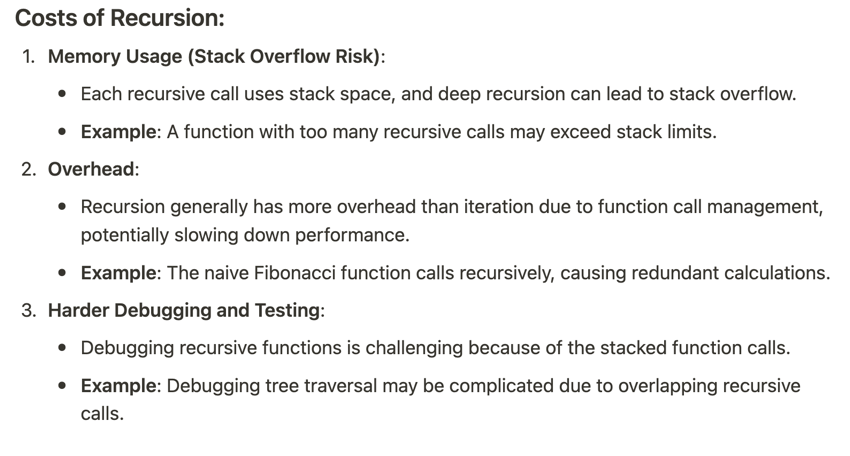 Costs of Recursion:
1. Memory Usage (Stack Overflow Risk):
• Each recursive call uses stack space, and deep recursion can lead to stack overflow.
• Example: A function with too many recursive calls may exceed stack limits.
2. Overhead:
• Recursion generally has more overhead than iteration due to function call management,
potentially slowing down performance.
• Example: The naive Fibonacci function calls recursively, causing redundant calculations.
3. Harder Debugging and Testing:
• Debugging recursive functions is challenging because of the stacked function calls.
• Example: Debugging tree traversal may be complicated due to overlapping recursive
calls.